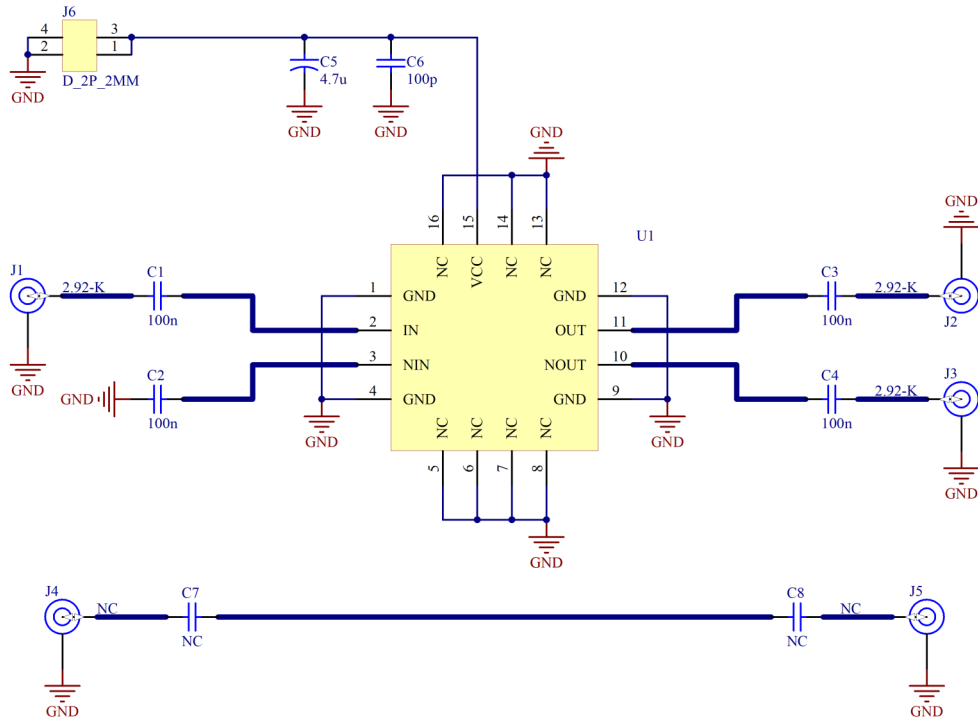 J6
4
3
2
1
D_2P_2MM
GND
C5
4.7u
GND
C6
100p
GND
GND
16
15
14
13
U1
NC
VCC
NC
NC
GND
J1
2.92-K
C1
100n
GND
1
GND
2
IN
3
NIN
4
GND
GND
C2
100n
GND
GND
12
OUT
11
NOUT
10
GND
9
GND
C3
100n
2.92-K
J2
C4
100n
2.92-K
J3
GND
NC
NC
NC
NC
5
6
7
8
GND
J4
NC
C7
NC
C8
NC
NC
J5
GND
GND